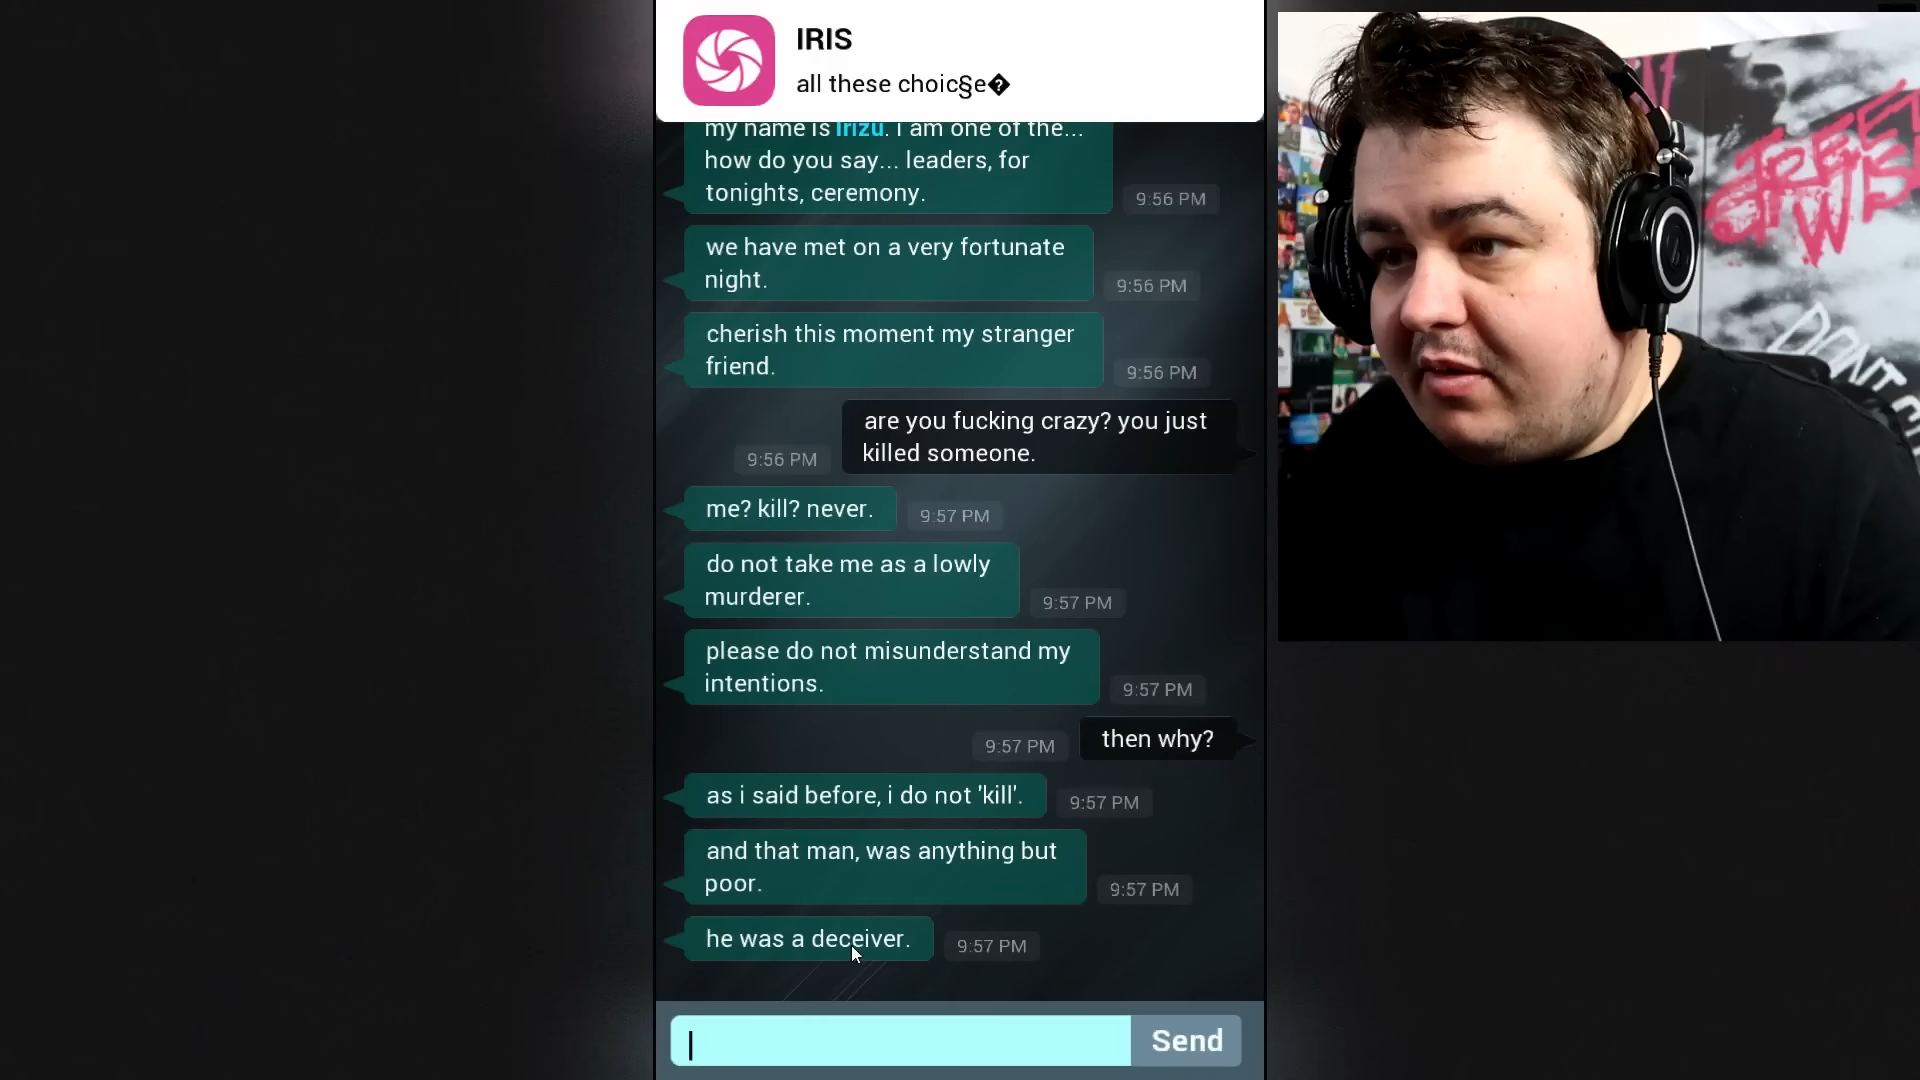 IRIS
all these choic§e�
my name is Irizu. I am one of the...
how do you say... leaders, for
tonights, ceremony.
9:56 PM
we have met on a very fortunate
night.
9:56 PM
cherish this moment my stranger
friend.
9:56 PM
are you fucking crazy? you just
killed someone.
9:56 PM
me? kill? never.
9:57 PM
do not take me as a lowly
murderer.
9:57 PM
please do not misunderstand my
intentions.
9:57 PM
then why?
9:57 PM
as i said before, i do not 'kill'.
9:57 PM
and that man, was anything but
poor.
9:57 PM
he was a deceiver.
9:57 PM
Send
DON'T